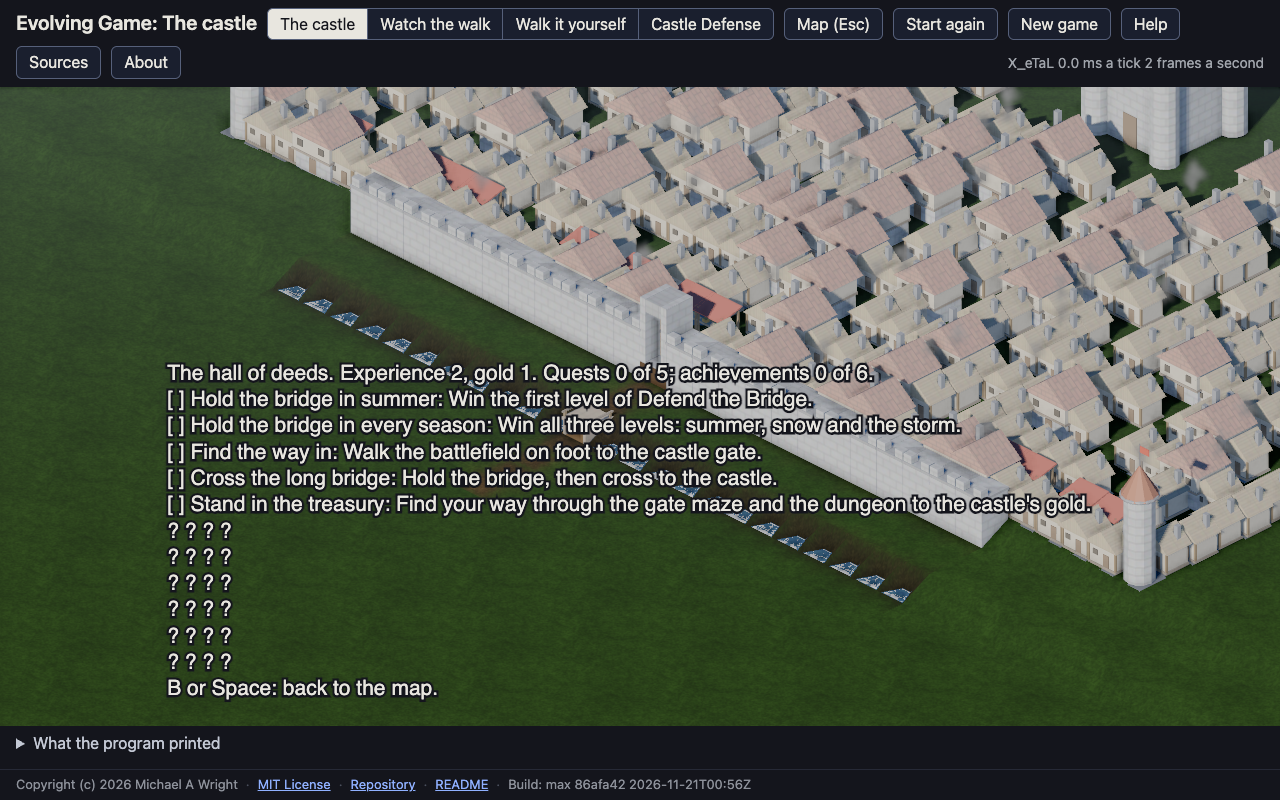 Evolving Game: The castle The castle Watch the walk Walk it yourself Castle Defense Map (Esc) Start again New game Help
Sources About X_eTaL 0.0 ms a tick 2 frames a second
The hall of deeds. Experience 2, gold 1. Quests 0 of 5; achievements 0 of 6.
[ ] Hold the bridge in summer: Win the first level of Defend the Bridge.
[ ] Hold the bridge in every season: Win all three levels: summer, snow and the storm.
[ ] Find the way in: Walk the battlefield on foot to the castle gate.
[ ] Cross the long bridge: Hold the bridge, then cross to the castle.
[ ] Stand in the treasury: Find your way through the gate maze and the dungeon to the castle's gold.
? ? ? ?
? ? ? ?
? ? ? ?
? ? ? ?
? ? ? ?
? ? ? ?
B or Space: back to the map.
▶ What the program printed
Copyright (c) 2026 Michael A Wright · MIT License · Repository · README · Build: max 86afa42 2026-11-21T00:56Z